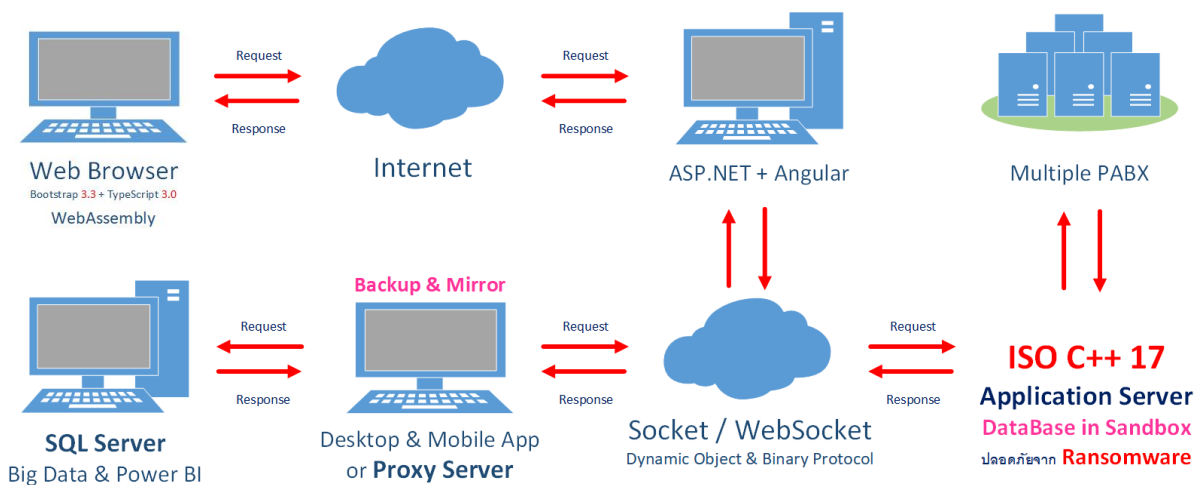 Request
Request
Response
Response
Web Browser
Bootstrap 3.3 + TypeScript 3.0
WebAssembly
Internet
ASP.NET + Angular
Multiple PABX
Backup & Mirror
Request
Request
Request
Response
Response
Response
SQL Server
Big Data & Power BI
Desktop & Mobile App
or Proxy Server
Socket / WebSocket
Dynamic Object & Binary Protocol
ISO C++ 17
Application Server
DataBase in Sandbox
ปลอดภัยจาก Ransomware